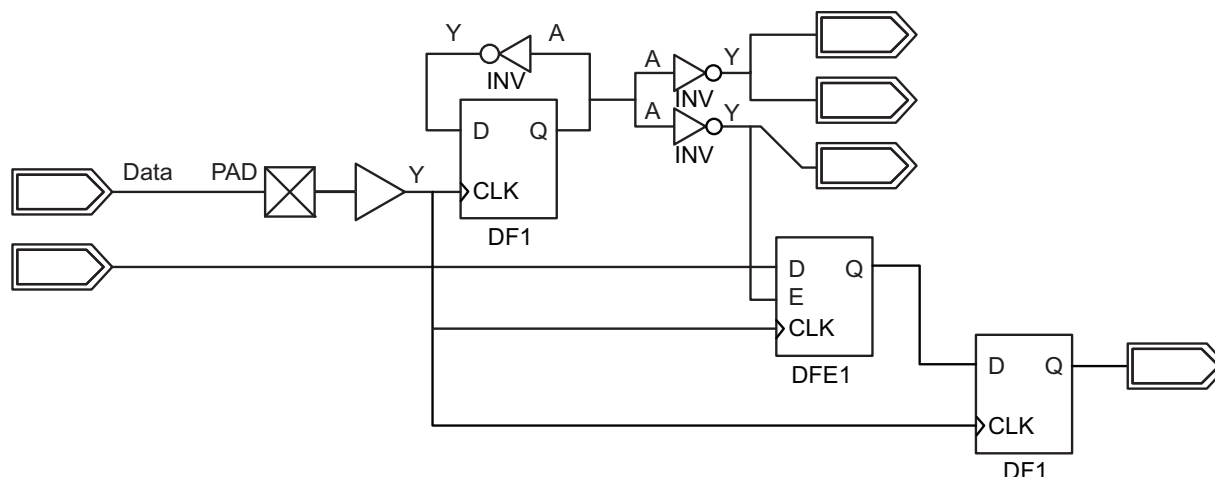 Y A
INV
A Y
INV
D Q
A Y
INV
Data PAD Y
CLK
DF1
D Q
E
CLK
DFE1
D Q
CLK
DF1